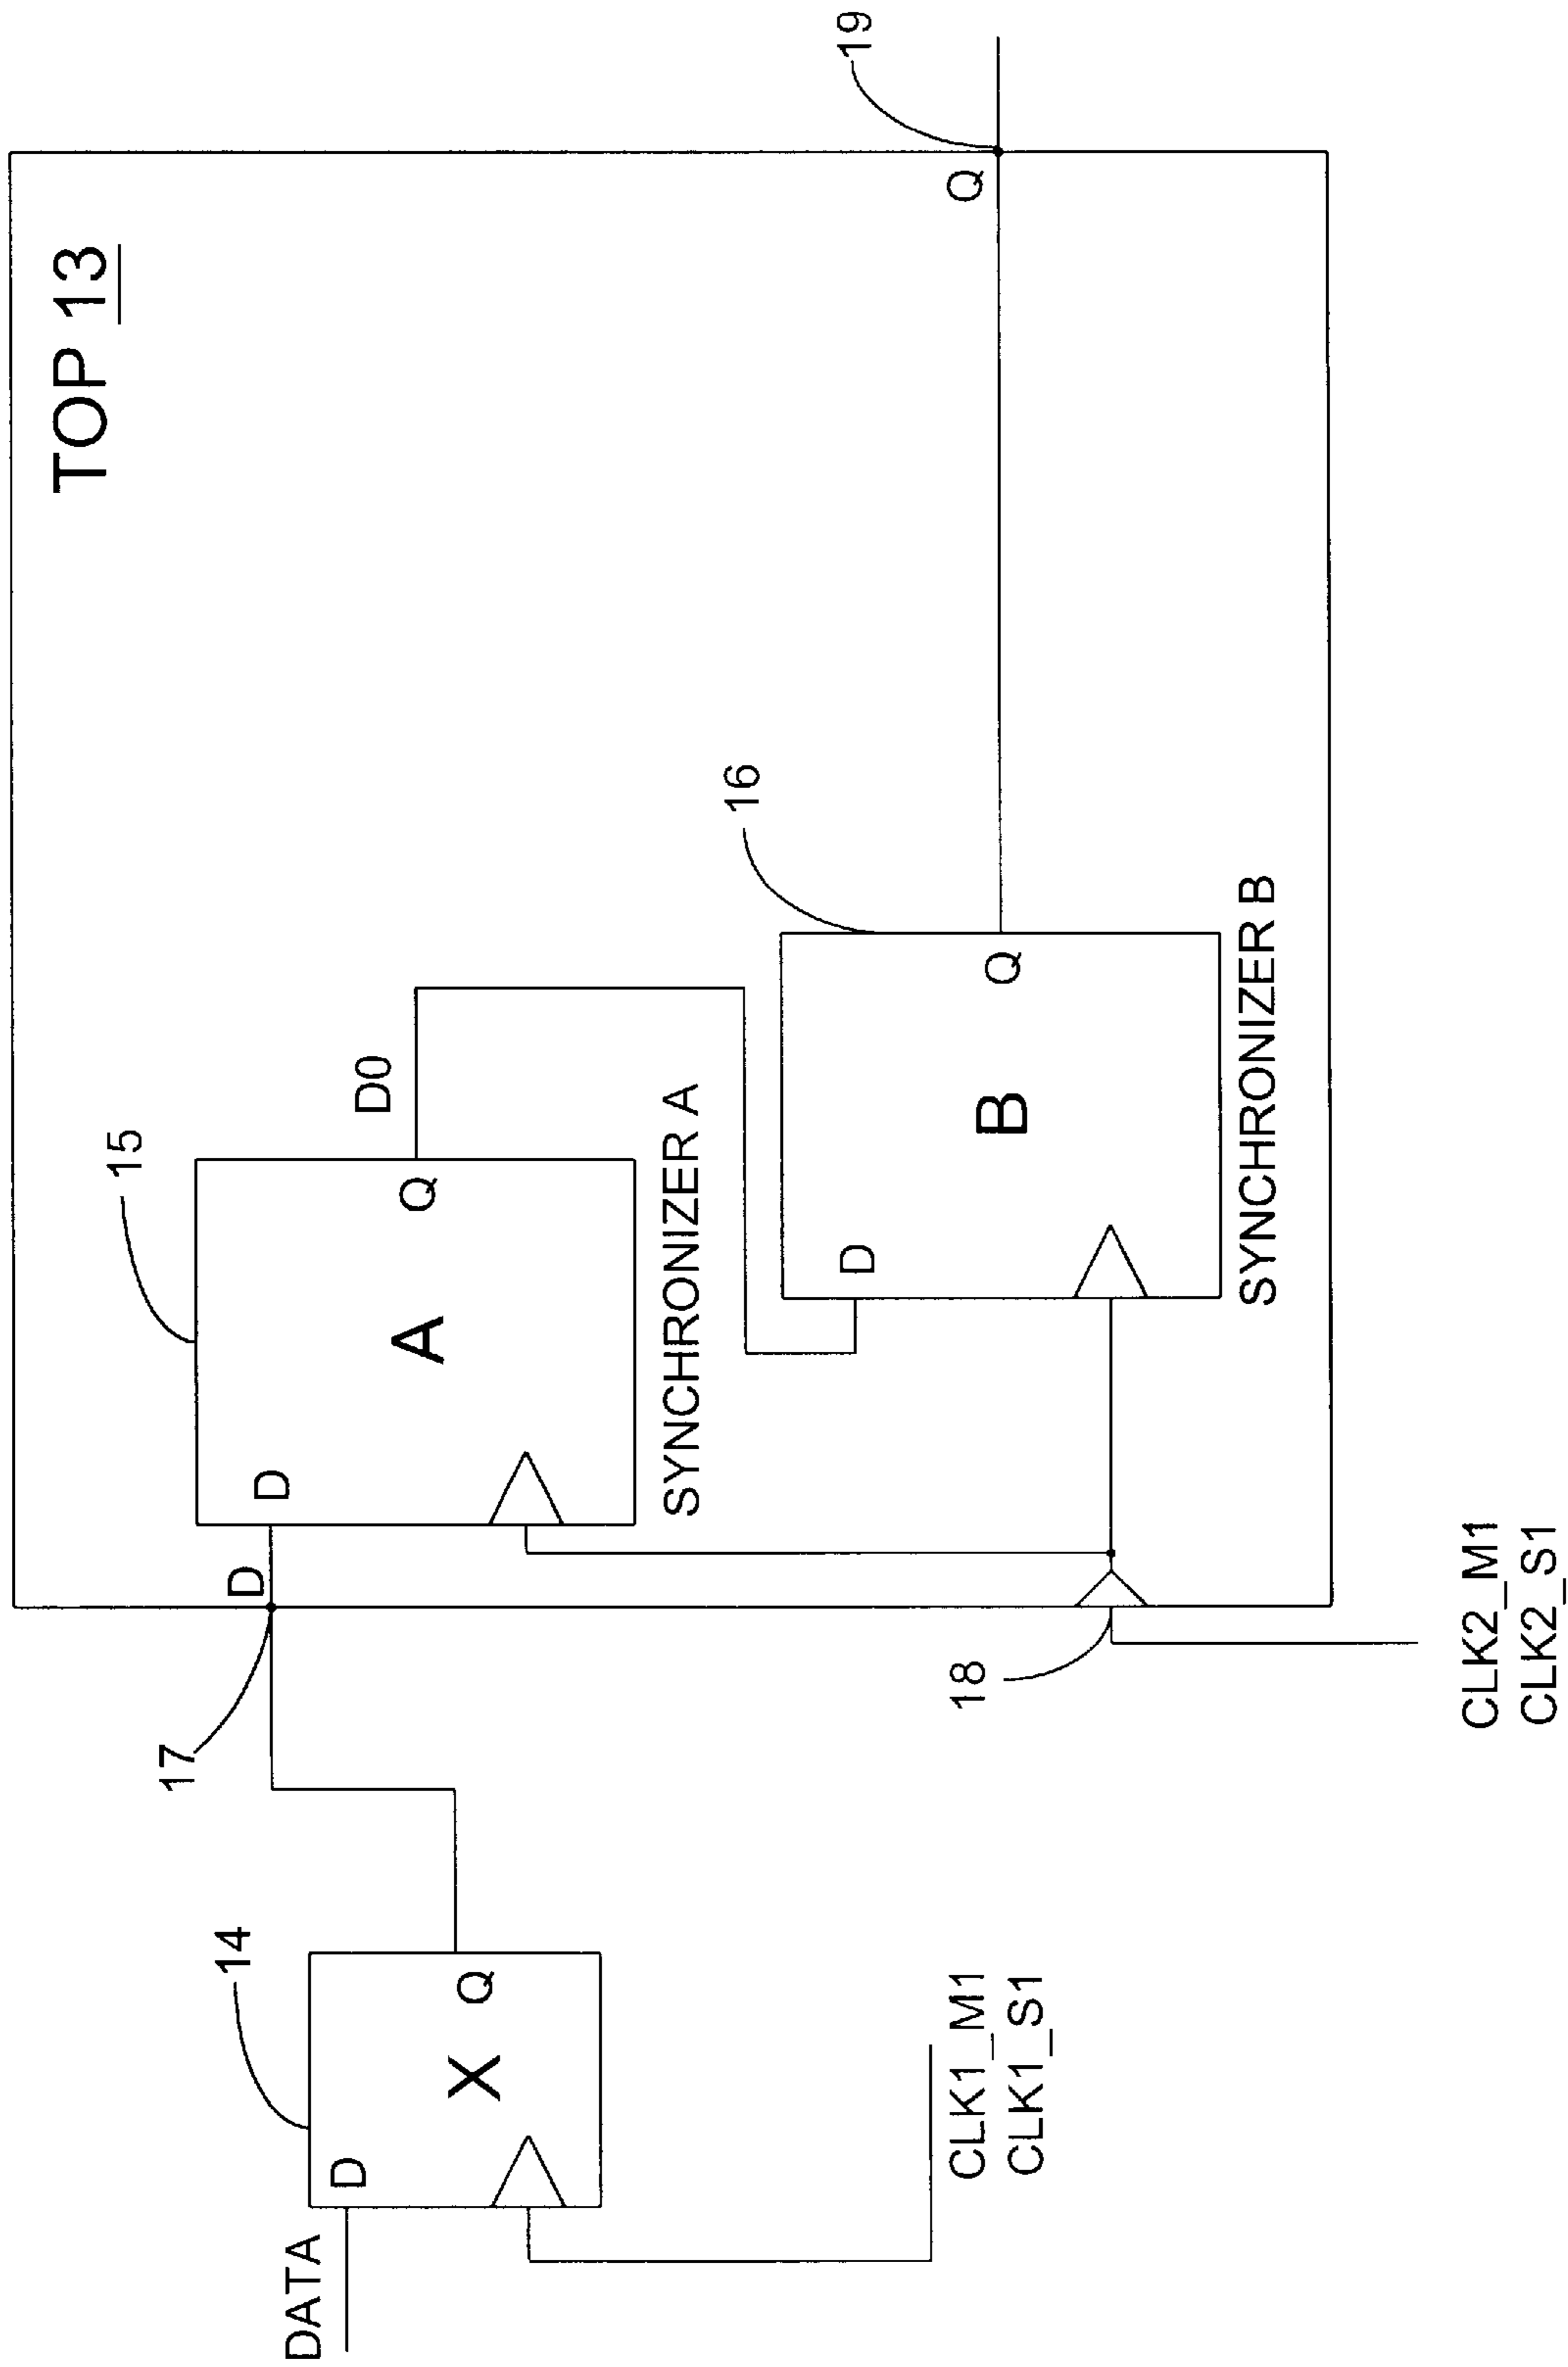 TOP 13
15
D0
A
D
Q
D
SYNCHRONIZER A
17
14
DATA
D
X
Q
16
19
Q
D
B
Q
SYNCHRONIZER B
18
CLK1_M1
CLK1_S1
CLK2_M1
CLK2_S1